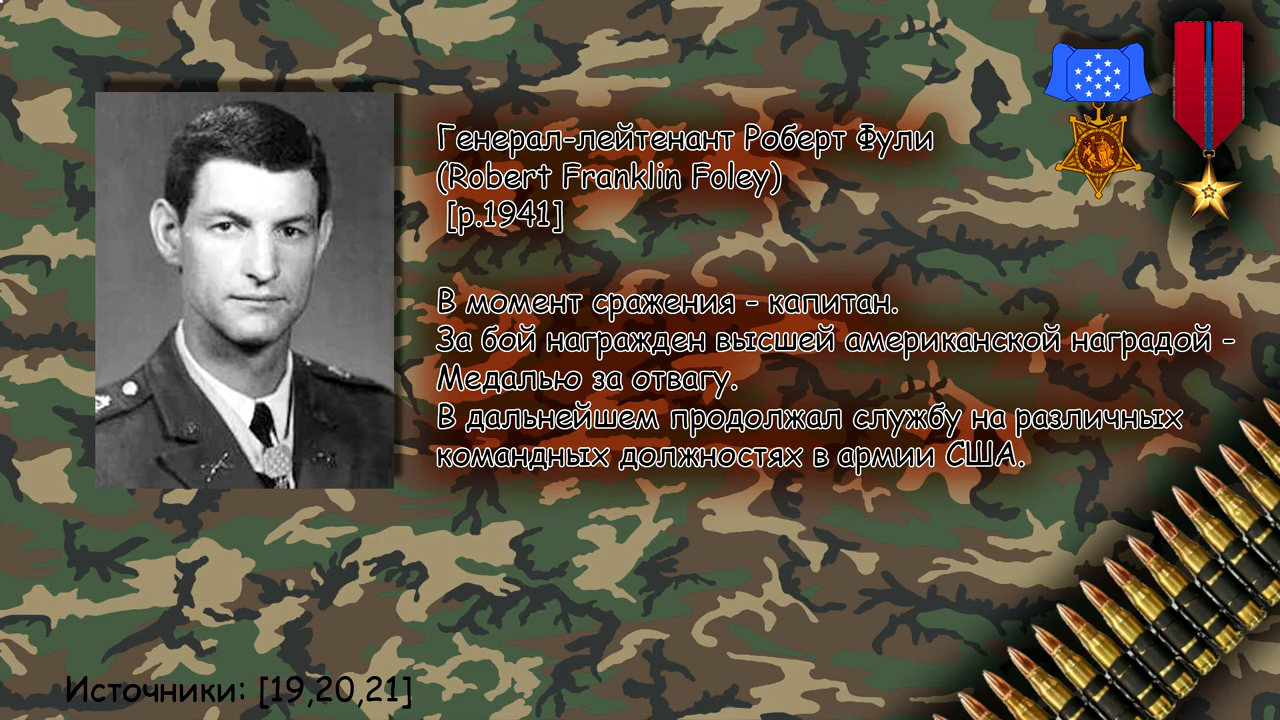 Генерал-лейтенант Роберт Фули
(Robert Franklin Foley)
[р.1941]
В момент сражения – капитан.
За бой награжден высшей американской наградой –
Медалью за отвагу.
В дальнейшем продолжал службу на различных
командных должностях в армии США.
Источники: [19,20,21]